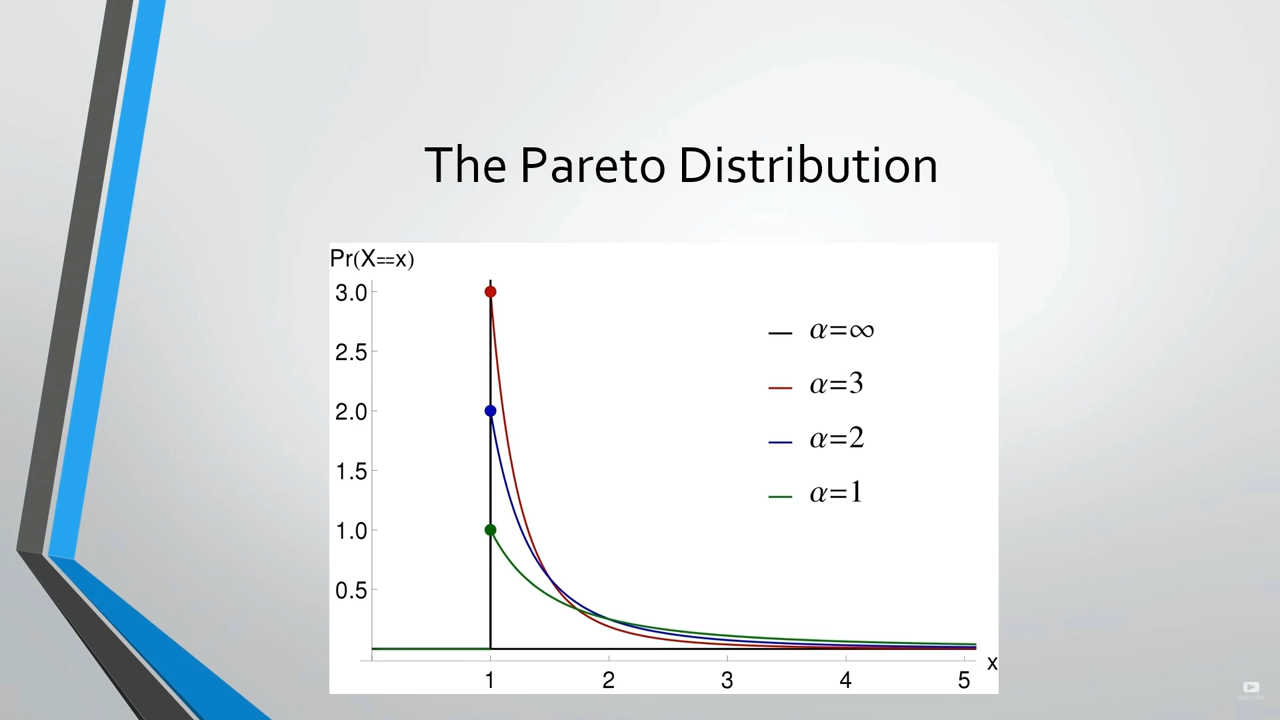 The Pareto Distribution
Pr(X==x)
3.0
2.5
2.0
1.5
1.0
0.5
α=∞
α=3
α=2
α=1
x
1 2 3 4 5
Subscribe